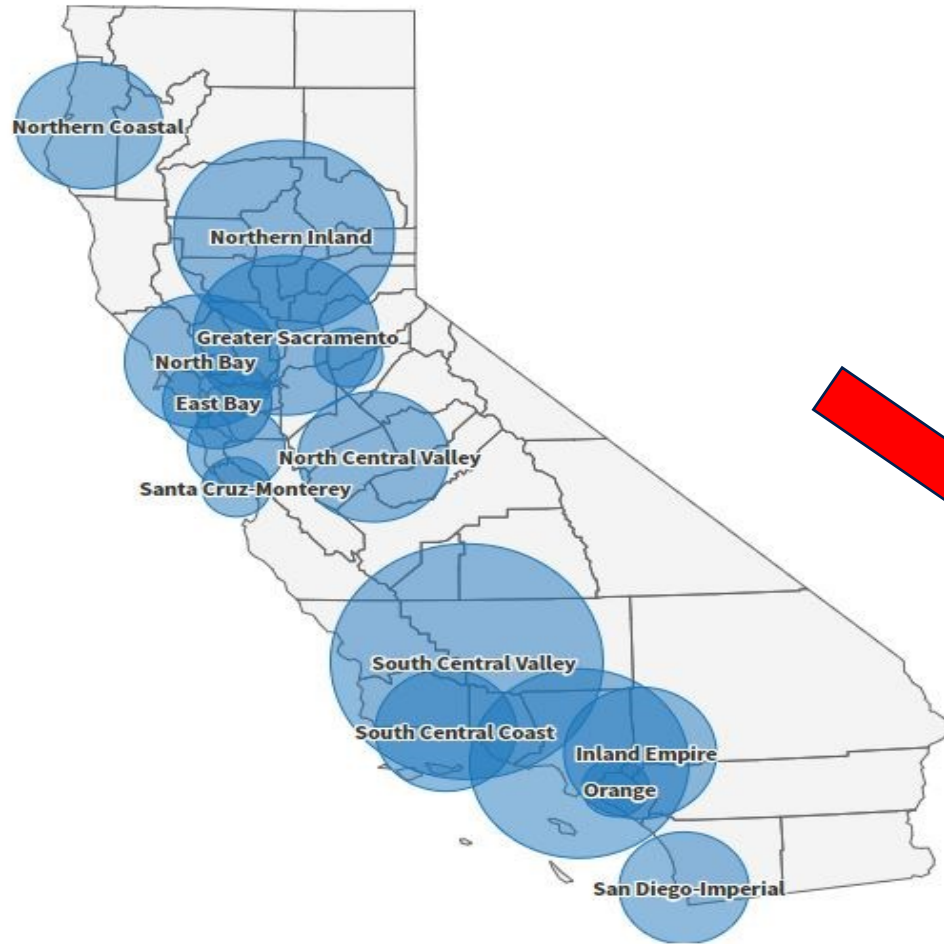 Northern Coastal
Northern Inland
Greater Sacramento
North Bay
East Bay
North Central Valley
Santa Cruz-Monterey
South Central Valley
South Central Coast
Inland Empire
Orange
San Diego-Imperial